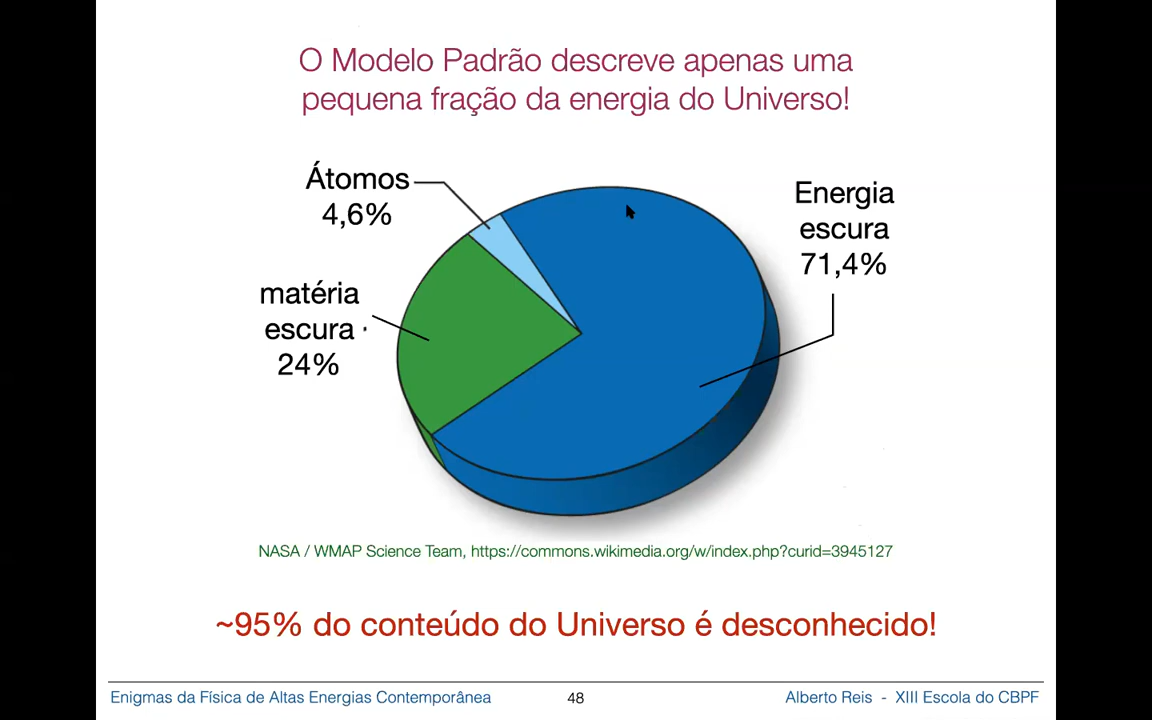 O Modelo Padrão descreve apenas uma
pequena fração da energia do Universo!
Átomos
4,6%
Energia
escura
71,4%
matéria
escura
24%
NASA / WMAP Science Team, https://commons.wikimedia.org/w/index.php?curid=3945127
~95% do conteúdo do Universo é desconhecido!
Enigmas da Física de Altas Energias Contemporânea
48
Alberto Reis - XIII Escola do CBPF